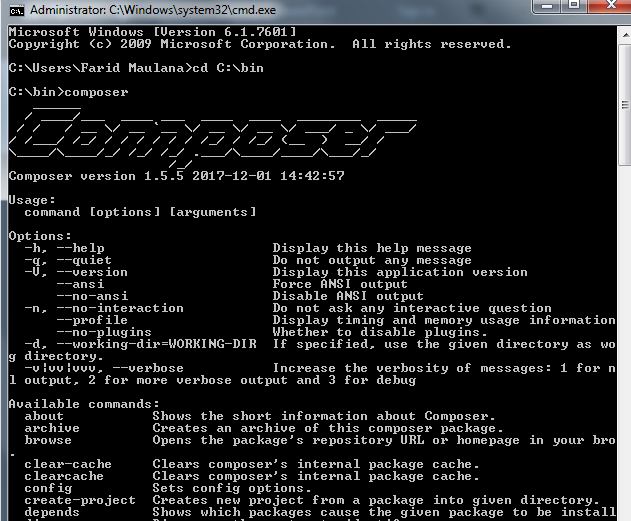 Administrator: C:\Windows\system32\cmd.exe
Microsoft Windows [Version 6.1.7601]
Copyright (c) 2009 Microsoft Corporation.  All rights reserved.
C:\Users\Farid Maulana>cd C:\bin
C:\bin>composer
Composer
Composer version 1.5.5 2017-12-01 14:42:57
Usage:
  command [options] [arguments]
Options:
  -h, --help                     Display this help message
  -q, --quiet                    Do not output any message
  -V, --version                  Display this application version
      --ansi                     Force ANSI output
      --no-ansi                  Disable ANSI output
  -n, --no-interaction           Do not ask any interactive question
      --profile                  Display timing and memory usage information
      --no-plugins               Whether to disable plugins.
  -d, --working-dir=WORKING-DIR  If specified, use the given directory as wo
g directory.
  -v|vv|vvv, --verbose           Increase the verbosity of messages: 1 for n
l output, 2 for more verbose output and 3 for debug
Available commands:
  about           Shows the short information about Composer.
  archive         Creates an archive of this composer package.
  browse          Opens the package's repository URL or homepage in your bro
.
  clear-cache     Clears composer's internal package cache.
  clearcache      Clears composer's internal package cache.
  config          Sets config options.
  create-project  Creates new project from a package into given directory.
  depends         Shows which packages cause the given package to be install